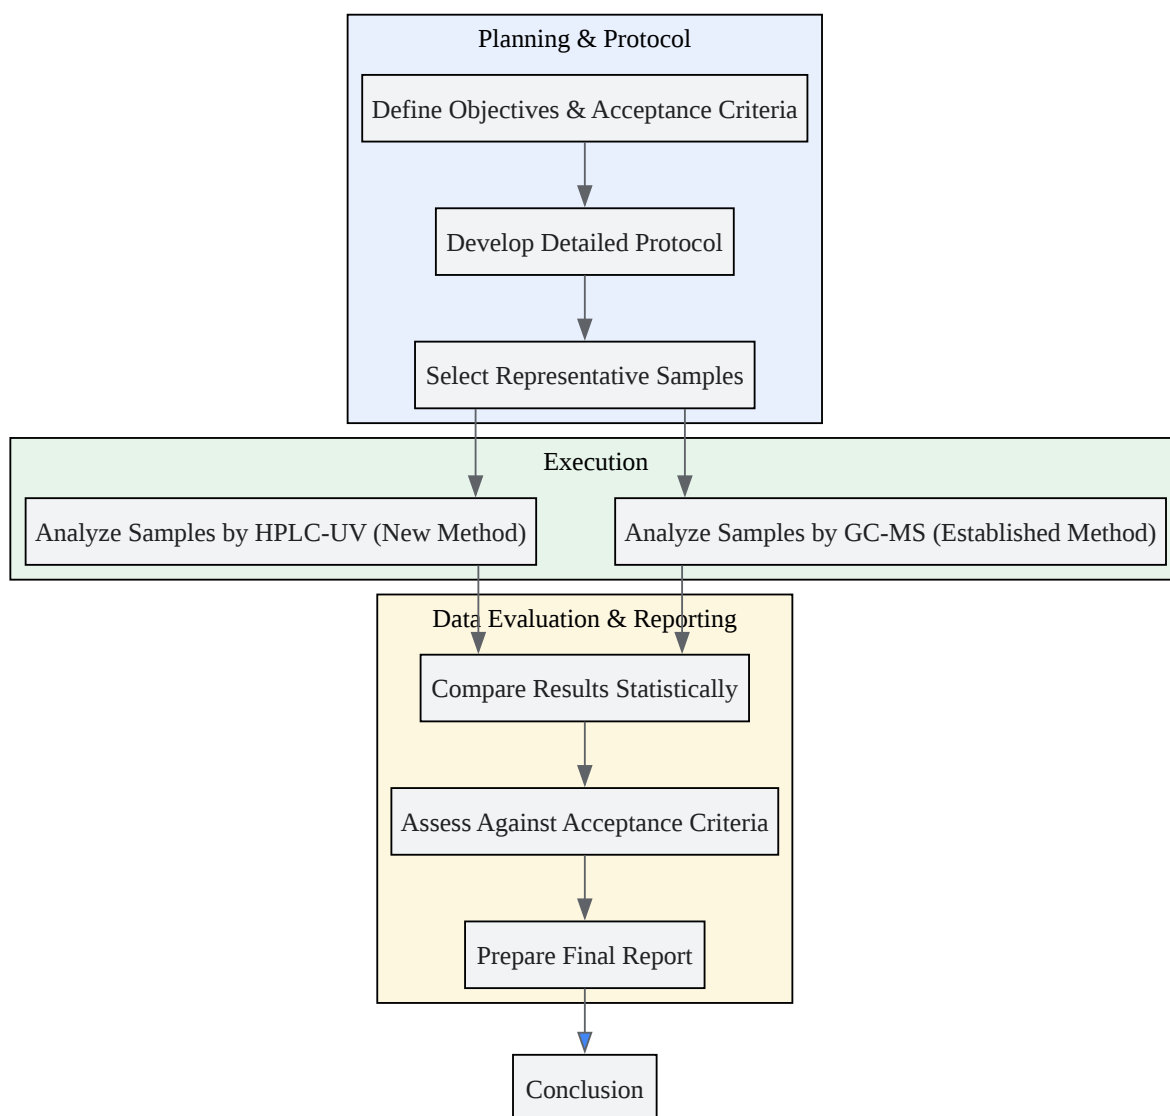 Planning & Protocol
Define Objectives & Acceptance Criteria
Develop Detailed Protocol
Select Representative Samples
Execution
Analyze Samples by HPLC-UV (New Method)
Analyze Samples by GC-MS (Established Method)
Data Evaluation & Reporting
Compare Results Statistically
Assess Against Acceptance Criteria
Prepare Final Report
Conclusion